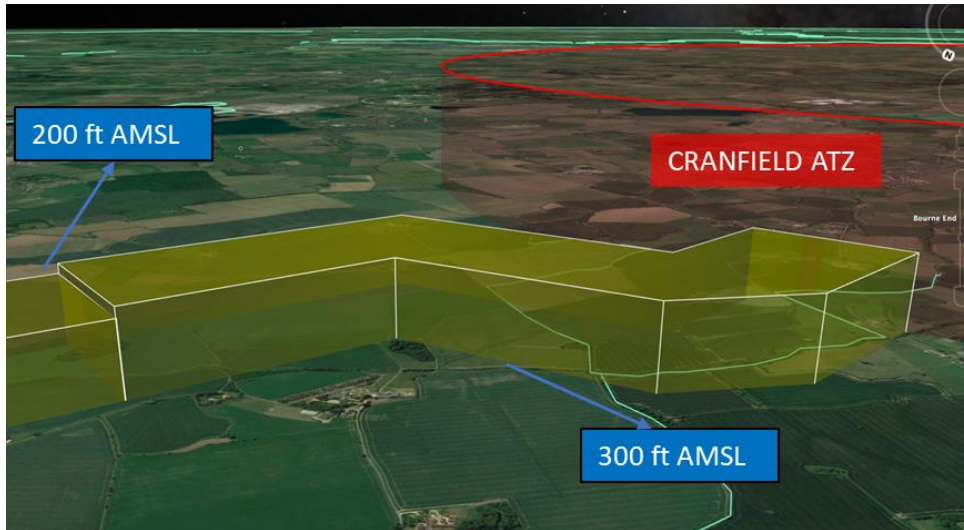 200 ft AMSL
CRANFIELD ATZ
N
Bourne End
300 ft AMSL